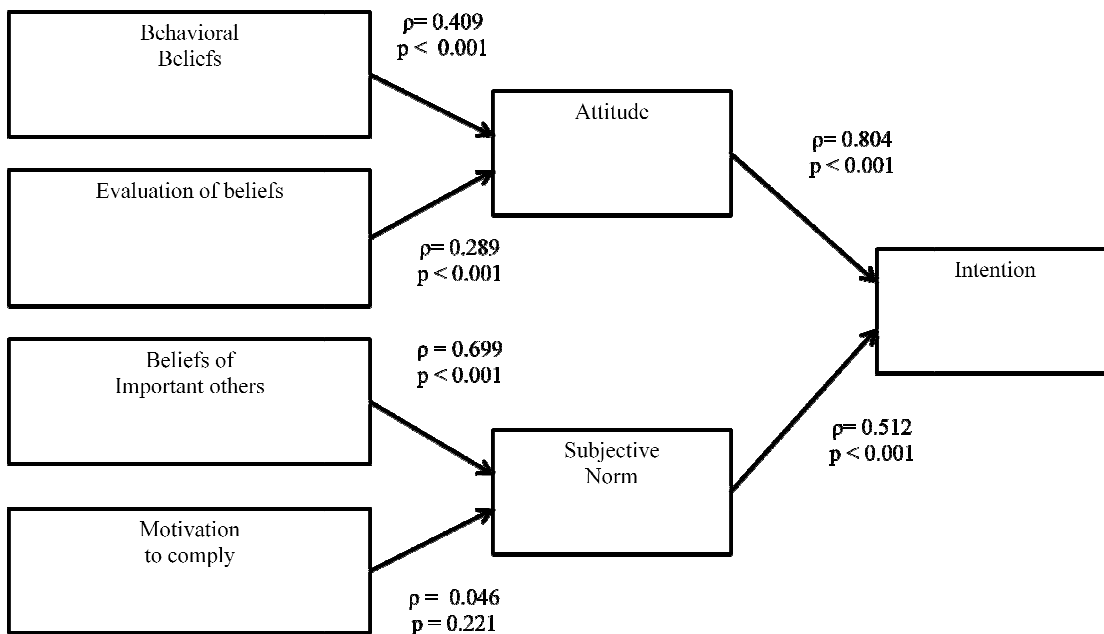 Behavioral
Beliefs
ρ= 0.409
p < 0.001
Attitude
Evaluation of beliefs
ρ= 0.289
p < 0.001
ρ= 0.804
p < 0.001
Intention
Beliefs of
Important others
ρ = 0.699
p < 0.001
Subjective
Norm
ρ= 0.512
p < 0.001
Motivation
to comply
ρ = 0.046
p = 0.221